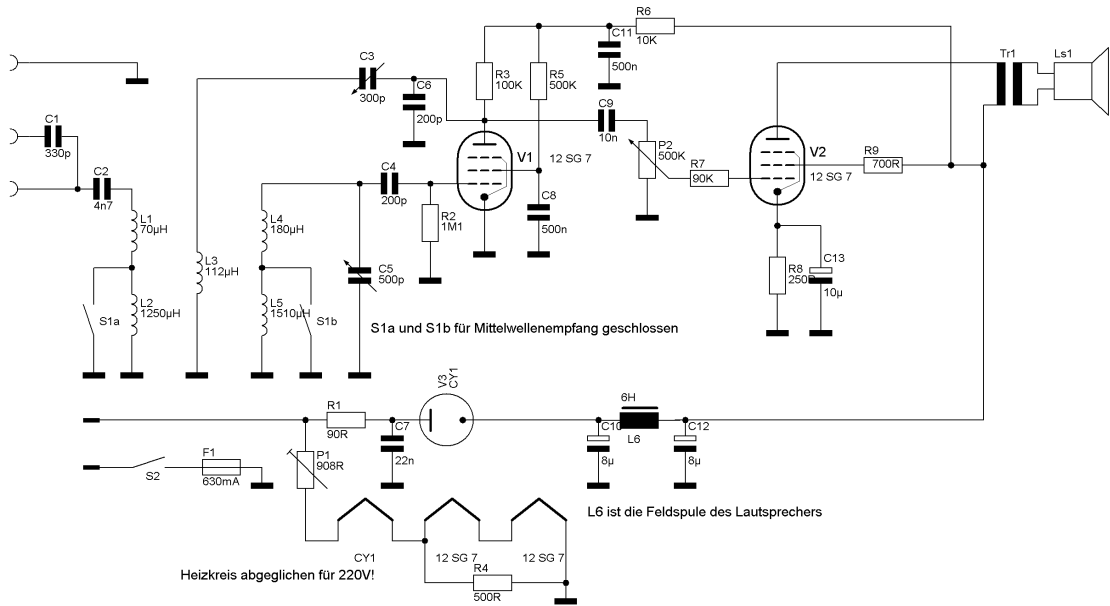 R6
10K
C11
500n
Tr1
Ls1
C3
300p
C6
200p
R3
100K
R5
500K
C9
10n
P2
500K
C1
330p
V1
12 SG 7
V2
12 SG 7
R9
700R
R7
90K
C2
4n7
C4
200p
R2
1M1
C8
500n
L1
70µH
L4
180µH
L3
112µH
C5
500p
R8
250R
C13
10µ
S1a
L2
1250µH
L5
1510µH
S1b
S1a und S1b für Mittelwellenempfang geschlossen
V3
CY1
R1
90R
C7
22n
6H
L6
C10
8µ
C12
8µ
S2
F1
630mA
P1
908R
L6 ist die Feldspule des Lautsprechers
CY1
12 SG 7
12 SG 7
Heizkreis abgeglichen für 220V!
R4
500R